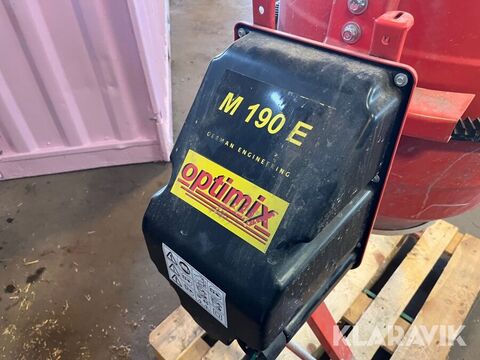 M 190 E
GERMAN ENGINEERING
optimix
KLARAVIK